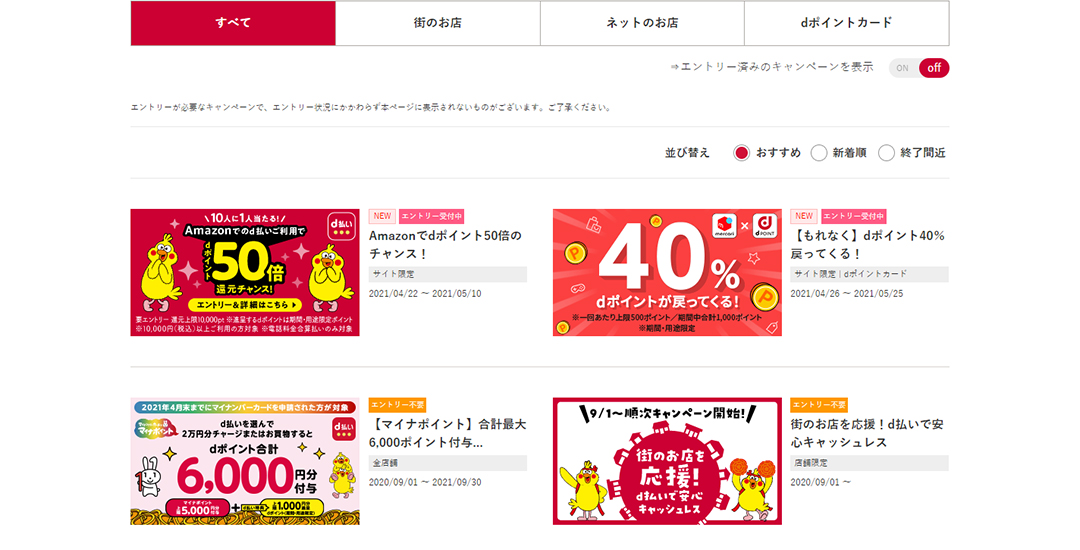 すべて
街のお店
ネットのお店
dポイントカード
⇒エントリー済みのキャンペーンを表示
ON
off
エントリーが必要なキャンペーンで、エントリー状況にかかわらず本ページに表示されないものがございます。ご了承ください。
並び替え
おすすめ
新着順
終了間近
10人に1人当たる!
Amazonでのd払いご利用で
dポイント
50倍
還元チャンス!
エントリー&詳細はこちら
要エントリー 還元上限10,000pt ※進呈するdポイントは期間・用途限定ポイント
※10,000円(税込)以上ご利用の方対象 ※電話料金合算払いのみ対象
d払い
NEW エントリー受付中
Amazonでdポイント50倍の
チャンス!
サイト限定
2021/04/22 ～ 2021/05/10
mercari × d POINT
40%
dポイントが戻ってくる!
※一回あたり上限500ポイント/期間中合計1,000ポイント
※期間・用途限定
NEW エントリー受付中
【もれなく】dポイント40%
戻ってくる!
サイト限定|dポイントカード
2021/04/26 ～ 2021/05/25
2021年4月末までにマイナンバーカードを申請された方が対象
マイナポイント
d払いを選んで
2万円分チャージまたはお買物すると
d払い
dポイント合計
6,000円分
付与
マイナポイント
5,000円分
+
d払い特典
1,000円分
エントリー不要
【マイナポイント】合計最大
6,000ポイント付与...
全店舗
2020/09/01 ～ 2021/09/30
9/1～順次キャンペーン開始!
街のお店を
応援!
d払いで安心
キャッシュレス
エントリー不要
街のお店を応援!d払いで安
心キャッシュレス
店舗限定
2020/09/01 ～